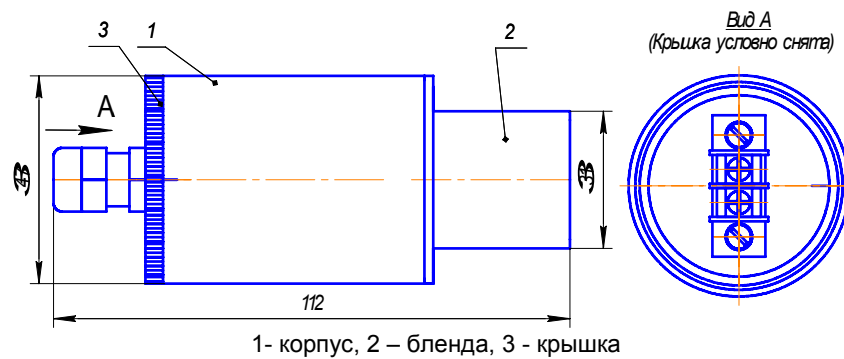 Вид А
(Крышка условно снята)
3 1 2
А
112
1- корпус, 2 – бленда, 3 - крышка